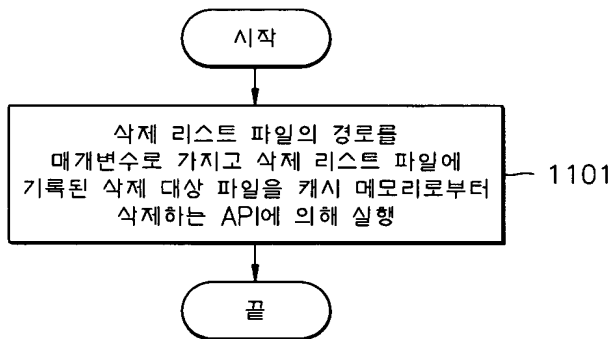 시작
삭제 리스트 파일의 경로를
매개변수로 가지고 삭제 리스트 파일에
기록된 삭제 대상 파일을 캐시 메모리로부터
삭제하는 API에 의해 실행
1101
끝